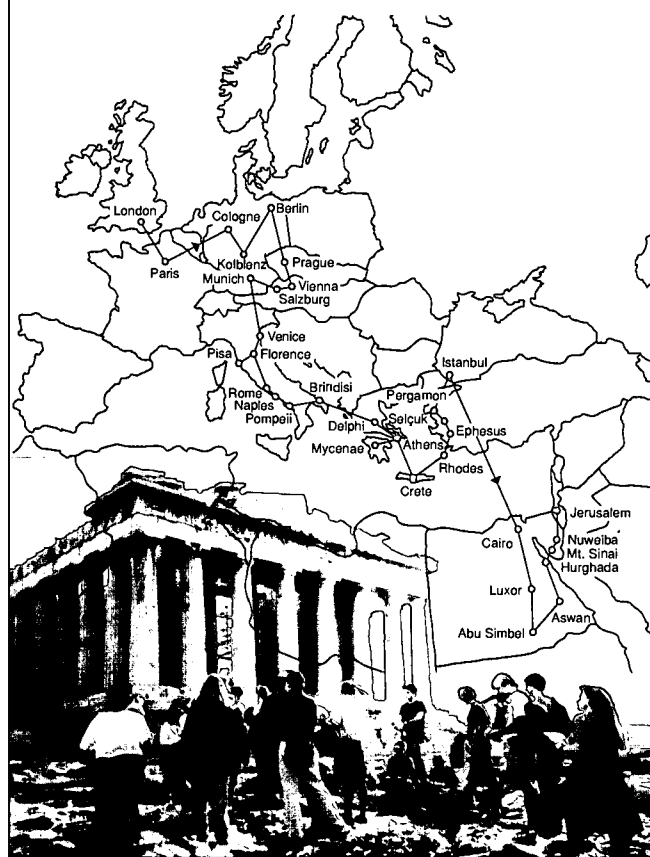 London
Cologne
Berlin
Paris
Koblenz
Prague
Munich
Vienna
Salzburg
Venice
Pisa
Florence
Istanbul
Rome
Naples
Pompeii
Brindisi
Pergamon
Delphi
Selçuk
Ephesus
Mycenae
Athens
Rhodes
Crete
Jerusalem
Cairo
Nuweiba
Mt. Sinai
Hurghada
Luxor
Aswan
Abu Simbel